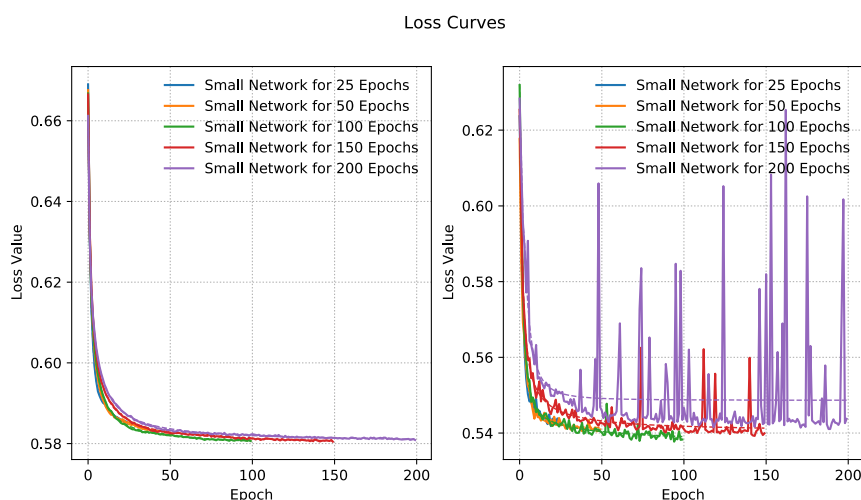 Loss Curves
Loss Value
0.66
0.64
0.62
0.60
0.58
0
50
100
150
200
Epoch
Small Network for 25 Epochs
Small Network for 50 Epochs
Small Network for 100 Epochs
Small Network for 150 Epochs
Small Network for 200 Epochs
Loss Value
0.62
0.60
0.58
0.56
0.54
0
50
100
150
200
Epoch
Small Network for 25 Epochs
Small Network for 50 Epochs
Small Network for 100 Epochs
Small Network for 150 Epochs
Small Network for 200 Epochs